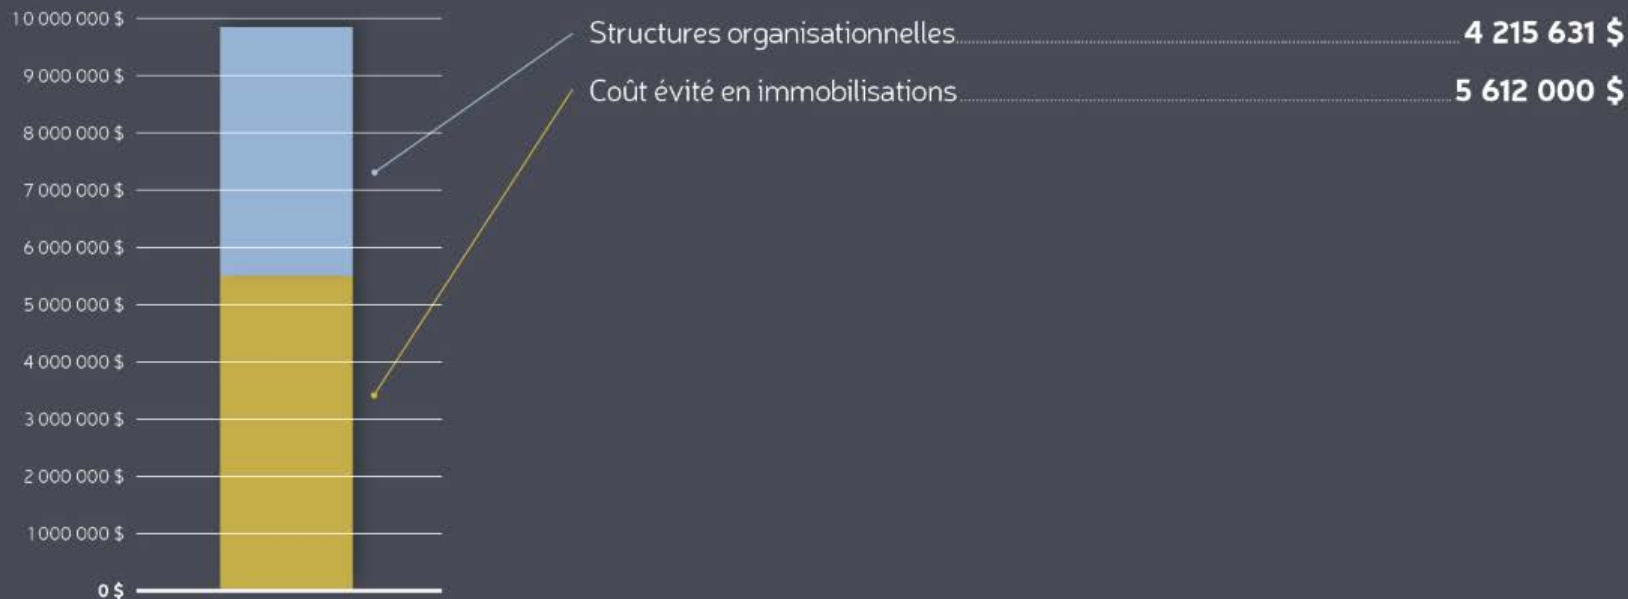 10 000 000 $
9 000 000 $
8 000 000 $
7 000 000 $
6 000 000 $
5 000 000 $
4 000 000 $
3 000 000 $
2 000 000 $
1 000 000 $
0 $
Structures organisationnelles 4 215 631 $
Coût évité en immobilisations 5 612 000 $